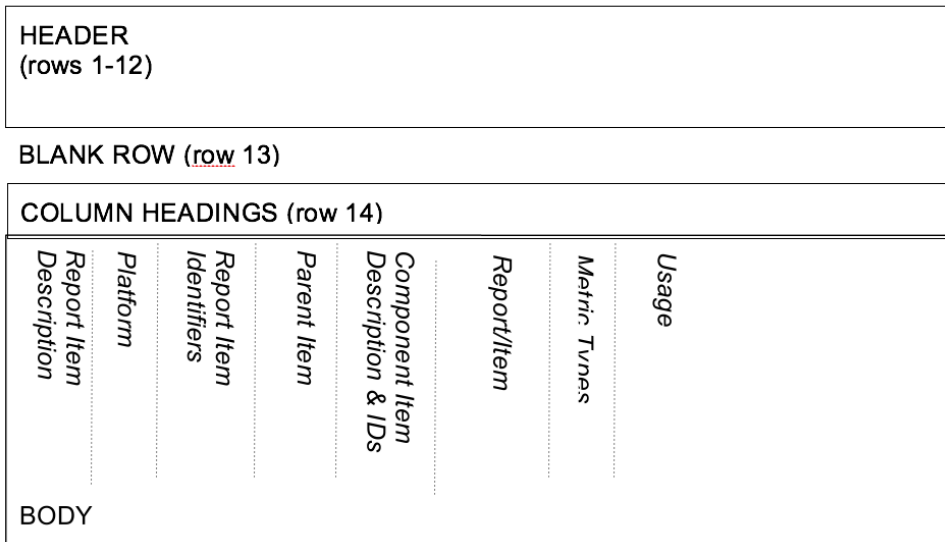 HEADER
(rows 1-12)
BLANK ROW (row 13)
COLUMN HEADINGS (row 14)
Report Item
Description
Platform
Report Item
Identifiers
Parent Item
Component Item
Description & IDs
Report/Item
Metric Types
Usage
BODY